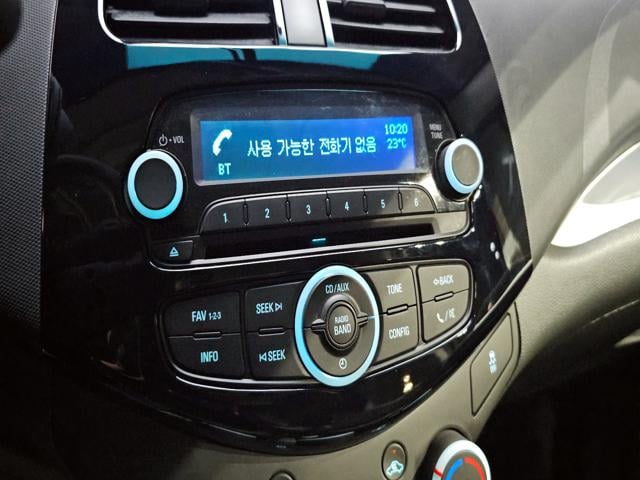 ⏻•VOL
MENU
TUNE
10:20
사용 가능한 전화기 없음 23°C
BT
1 2 3 4 5 6
CD/AUX
FAV 1-2-3
SEEK
TONE
BACK
RADIO
BAND
INFO
SEEK
CONFIG
OFF